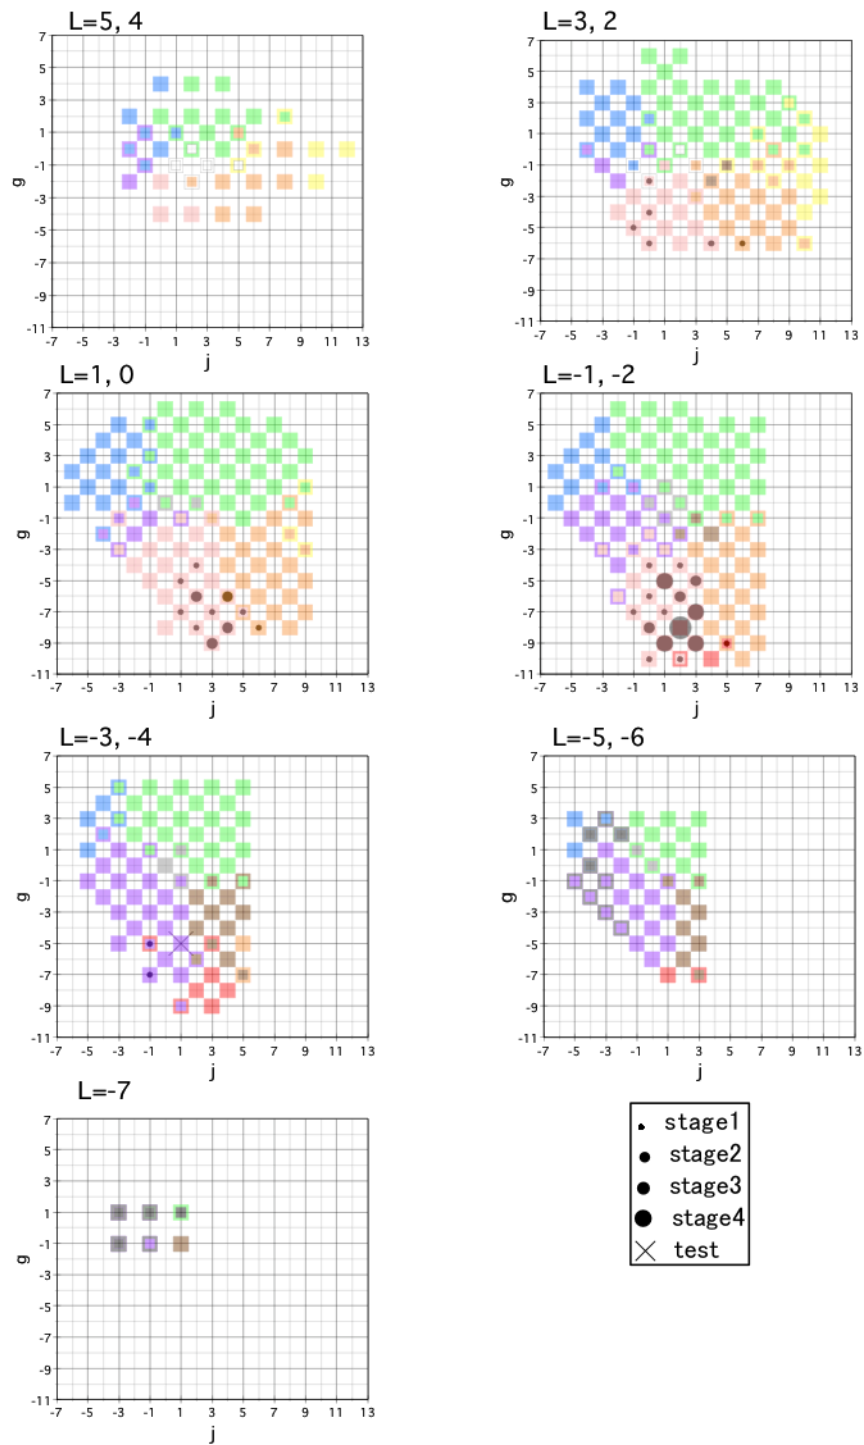 L=5, 4
7
5
3
1
-1
-3
-5
-7
-9
-11
g
-7 -5 -3 -1 1 3 5 7 9 11 13
j
L=3, 2
7
5
3
1
-1
-3
-5
-7
-9
-11
g
-7 -5 -3 -1 1 3 5 7 9 11 13
j
L=1, 0
7
5
3
1
-1
-3
-5
-7
-9
-11
g
-7 -5 -3 -1 1 3 5 7 9 11 13
j
L=-1, -2
7
5
3
1
-1
-3
-5
-7
-9
-11
g
-7 -5 -3 -1 1 3 5 7 9 11 13
j
L=-3, -4
7
5
3
1
-1
-3
-5
-7
-9
-11
g
-7 -5 -3 -1 1 3 5 7 9 11 13
j
L=-5, -6
7
5
3
1
-1
-3
-5
-7
-9
-11
g
-7 -5 -3 -1 1 3 5 7 9 11 13
j
L=-7
7
5
3
1
-1
-3
-5
-7
-9
-11
g
-7 -5 -3 -1 1 3 5 7 9 11 13
j
stage1
stage2
stage3
stage4
test